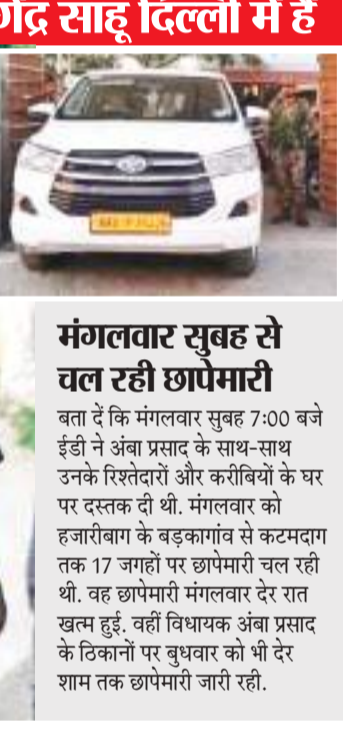 गेंद्र साहू दिल्ली में हैं
मंगलवार सुबह से
चल रही छापेमारी
बता दें कि मंगलवार सुबह 7:00 बजे
ईडी ने अंबा प्रसाद के साथ-साथ
उनके रिश्तेदारों और करीबियों के घर
पर दस्तक दी थी. मंगलवार को
हजारीबाग के बड़कागांव से कटमदाग
तक 17 जगहों पर छापेमारी चल रही
थी. वह छापेमारी मंगलवार देर रात
खत्म हुई. वहीं विधायक अंबा प्रसाद
के ठिकानों पर बुधवार को भी देर
शाम तक छापेमारी जारी रही.